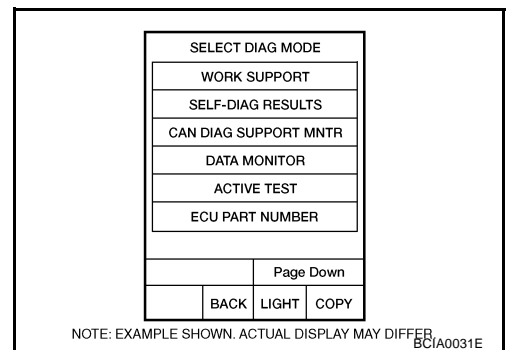 SELECT DIAG MODE
WORK SUPPORT
SELF-DIAG RESULTS
CAN DIAG SUPPORT MNTR
DATA MONITOR
ACTIVE TEST
ECU PART NUMBER
Page Down
BACK LIGHT COPY
NOTE: EXAMPLE SHOWN. ACTUAL DISPLAY MAY DIFFER.
BCIA0031E